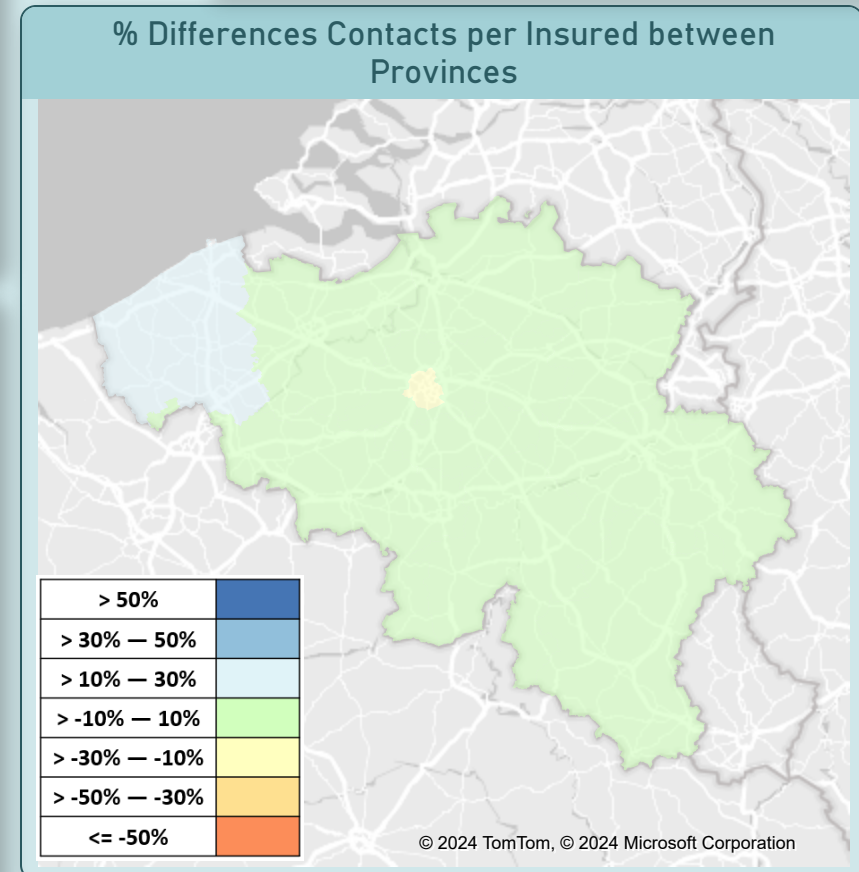 % Differences Contacts per Insured between
Provinces
> 50%
> 30% — 50%
> 10% — 30%
> -10% — 10%
> -30% — -10%
> -50% — -30%
<= -50%
© 2024 TomTom, © 2024 Microsoft Corporation